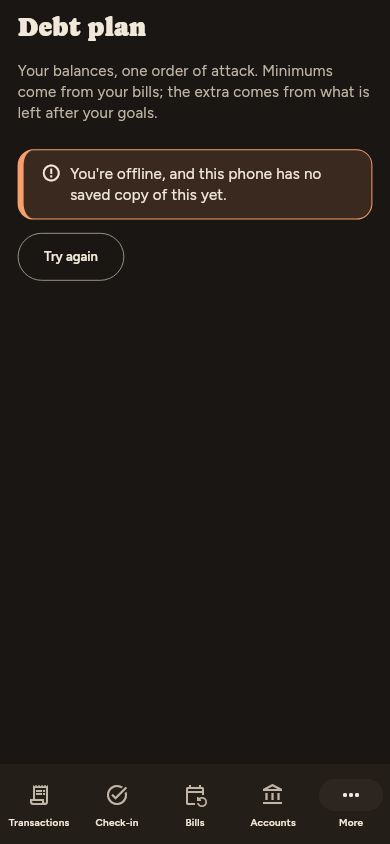 Debt plan
Your balances, one order of attack. Minimums
come from your bills; the extra comes from what is
left after your goals.
You're offline, and this phone has no
saved copy of this yet.
Try again
Transactions
Check-in
Bills
Accounts
More